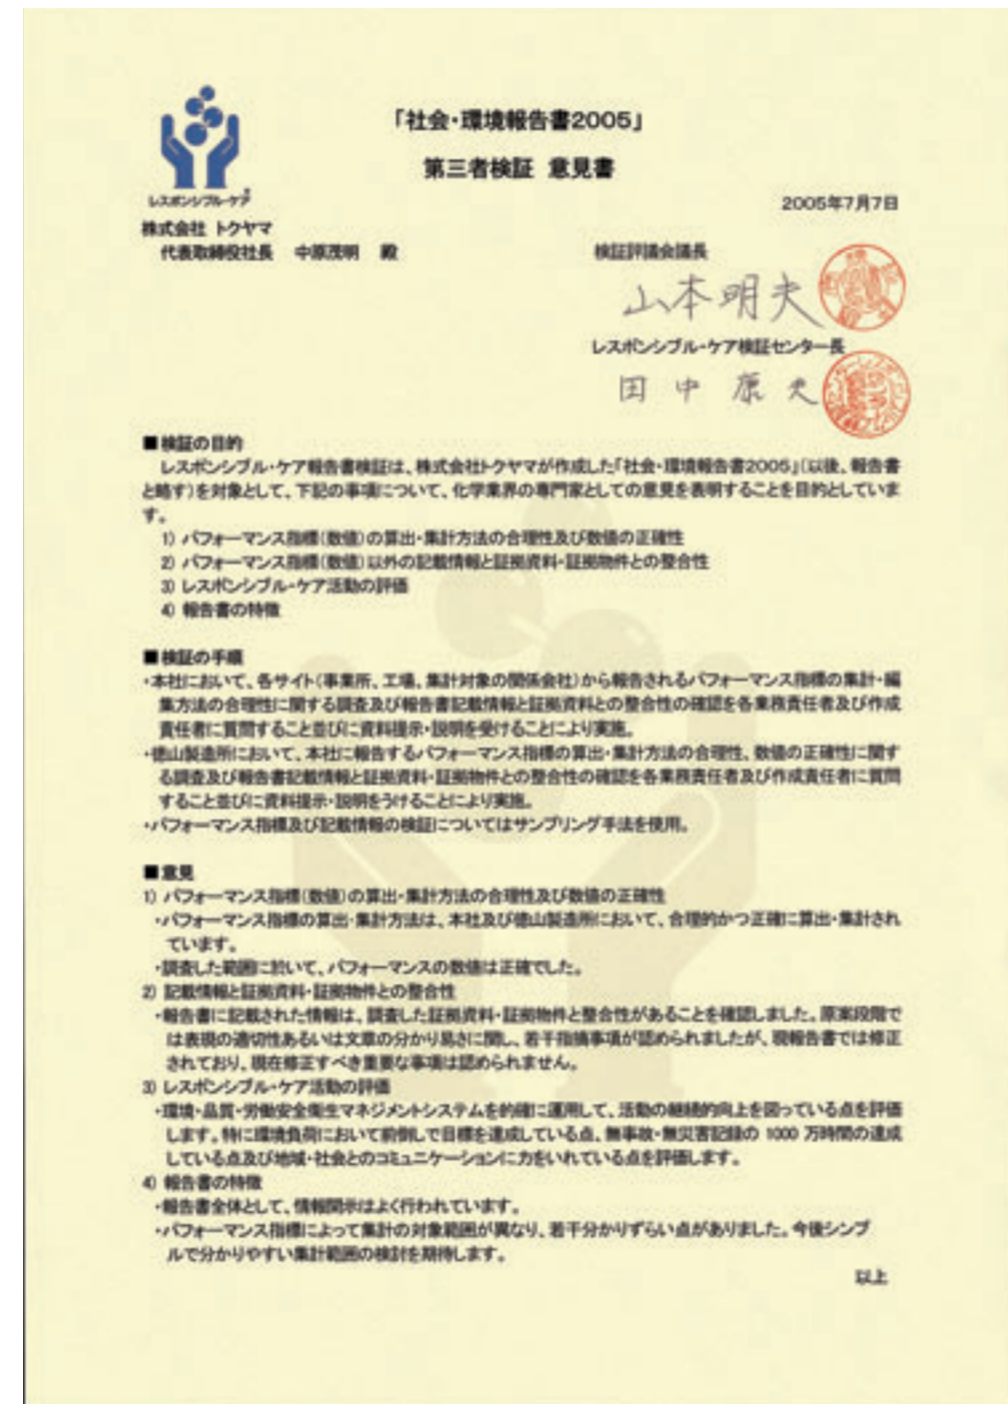 「社会・環境報告書2005」
第三者検証 意見書
レスポンシブル・ケア
2005年7月7日
株式会社 トクヤマ
代表取締役社長 中原茂明 殿
検証評議会議長
山本明夫
レスポンシブル・ケア検証センター長
田中康夫
■検証の目的
レスポンシブル・ケア報告書検証は、株式会社トクヤマが作成した「社会・環境報告書2005」(以後、報告書
と略す)を対象として、下記の事項について、化学業界の専門家としての意見を表明することを目的としていま
す。
1) パフォーマンス指標(数値)の算出・集計方法の合理性及び数値の正確性
2) パフォーマンス指標(数値)以外の記載情報と証拠資料・証拠物件との整合性
3) レスポンシブル・ケア活動の評価
4) 報告書の特徴
■検証の手順
・本社において、各サイト(事業所、工場、集計対象の関係会社)から報告されるパフォーマンス指標の集計・編
集方法の合理性に関する調査及び報告書記載情報と証拠資料との整合性の確認を各業務責任者及び作成
責任者に質問すること並びに資料提示・説明を受けることにより実施。
・徳山製造所において、本社に報告するパフォーマンス指標の算出・集計方法の合理性、数値の正確性に関す
る調査及び報告書記載情報と証拠資料・証拠物件との整合性の確認を各業務責任者及び作成責任者に質問
すること並びに資料提示・説明をうけることにより実施。
・パフォーマンス指標及び記載情報の検証についてはサンプリング手法を使用。
■意見
1) パフォーマンス指標(数値)の算出・集計方法の合理性及び数値の正確性
・パフォーマンス指標の算出・集計方法は、本社及び徳山製造所において、合理的かつ正確に算出・集計され
ています。
・調査した範囲に於いて、パフォーマンスの数値は正確でした。
2) 記載情報と証拠資料・証拠物件との整合性
・報告書に記載された情報は、調査した証拠資料・証拠物件と整合性があることを確認しました。原案段階で
は表現の適切性あるいは文章の分かり易さに関し、若干指摘事項が認められましたが、現報告書では修正
されており、現在修正すべき重要な事項は認められません。
3) レスポンシブル・ケア活動の評価
・環境・品質・労働安全衛生マネジメントシステムを的確に運用して、活動の継続的向上を図っている点を評価
します。特に環境負荷において前倒しで目標を達成している点、無事故・無災害記録の 1000 万時間の達成
している点及び地域・社会とのコミュニケーションに力をいれている点を評価します。
4) 報告書の特徴
・報告書全体として、情報開示はよく行われています。
・パフォーマンス指標によって集計の対象範囲が異なり、若干分かりずらい点がありました。今後シンプ
ルで分かりやすい集計範囲の検討を期待します。
以上